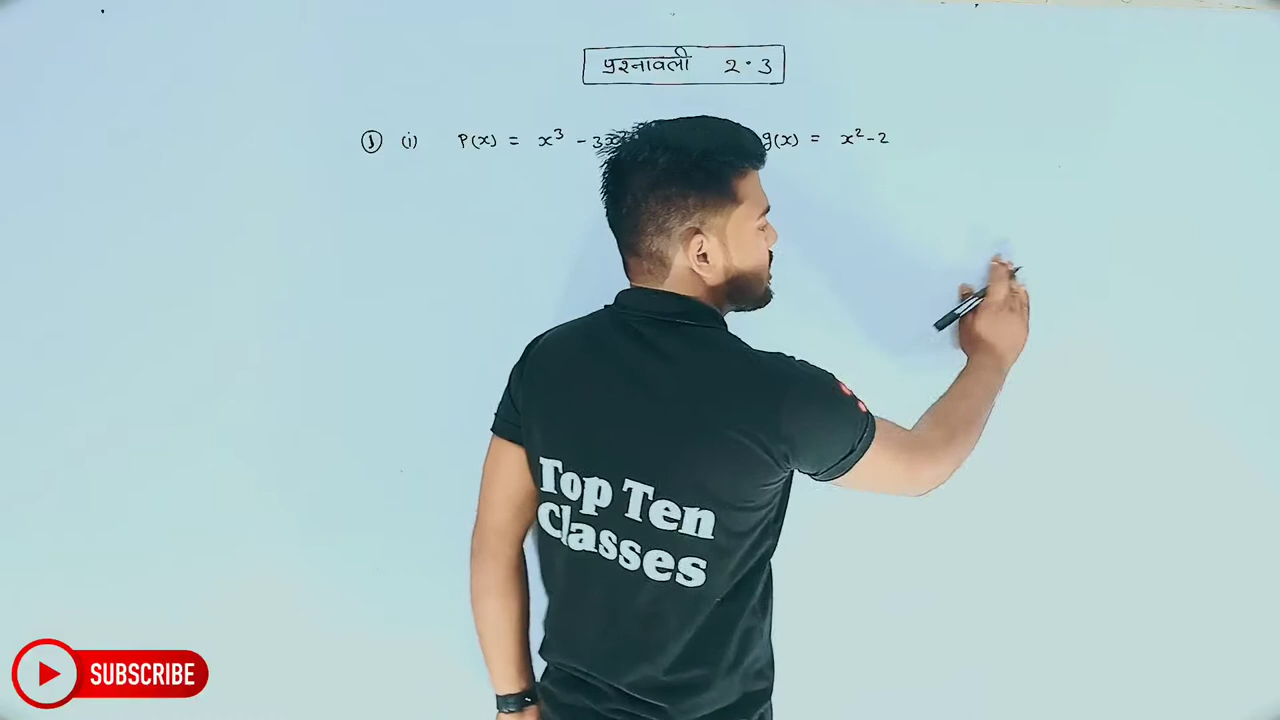 प्रश्नावली 2.3
① (i) P(x) = x³ - 3x g(x) = x² - 2
Top Ten
Classes
SUBSCRIBE